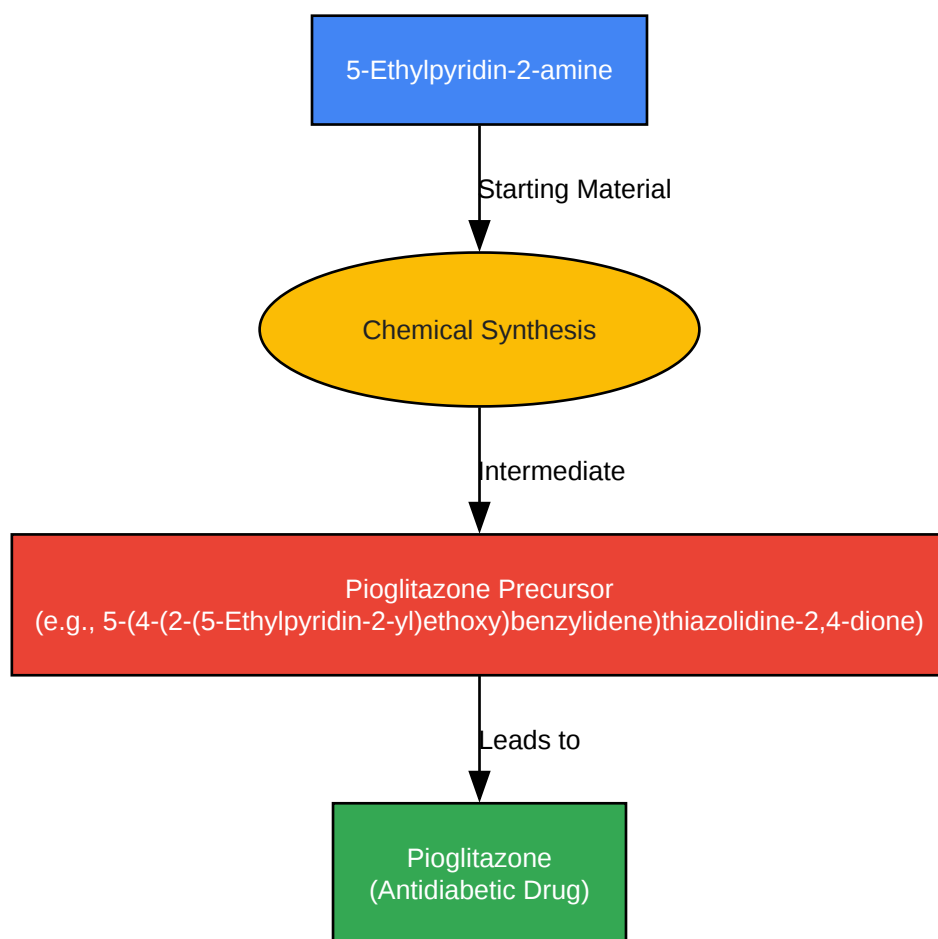 5-Ethylpyridin-2-amine
Starting Material
Chemical Synthesis
Intermediate
Pioglitazone Precursor
(e.g., 5-(4-(2-(5-Ethylpyridin-2-yl)ethoxy)benzylidene)thiazolidine-2,4-dione)
Leads to
Pioglitazone
(Antidiabetic Drug)